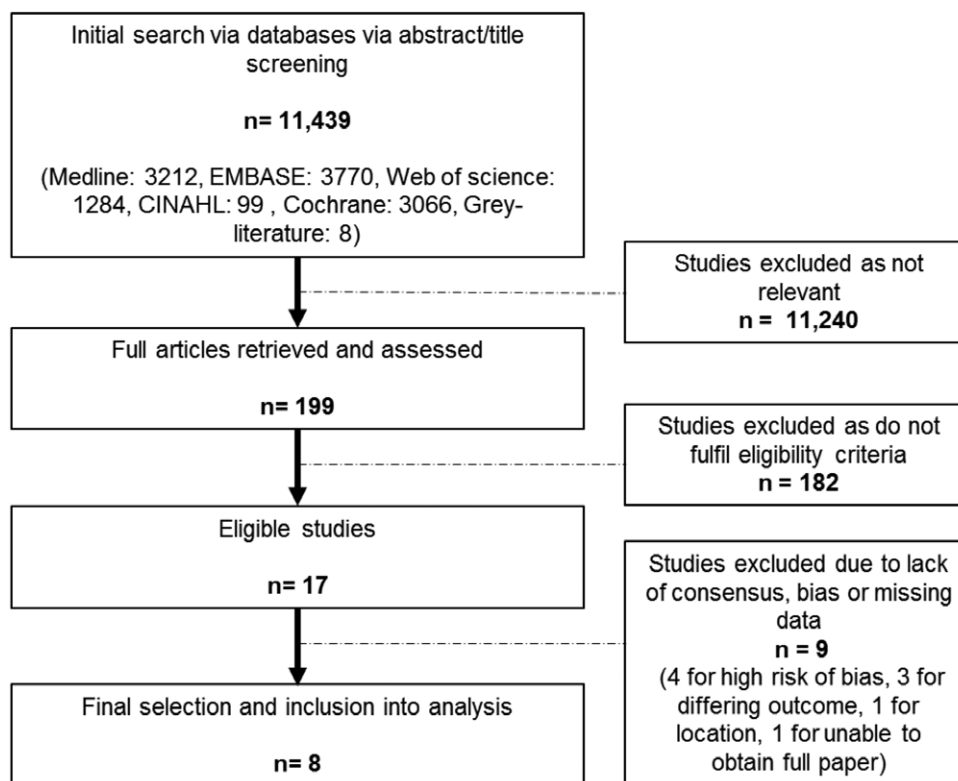 Initial search via databases via abstract/title
screening
n= 11,439
(Medline: 3212, EMBASE: 3770, Web of science:
1284, CINAHL: 99 , Cochrane: 3066, Grey-
literature: 8)
Studies excluded as not
relevant
n = 11,240
Full articles retrieved and assessed
n= 199
Studies excluded as do not
fulfil eligibility criteria
n = 182
Eligible studies
n= 17
Studies excluded due to lack
of consensus, bias or missing
data
n = 9
(4 for high risk of bias, 3 for
differing outcome, 1 for
location, 1 for unable to
obtain full paper)
Final selection and inclusion into analysis
n= 8